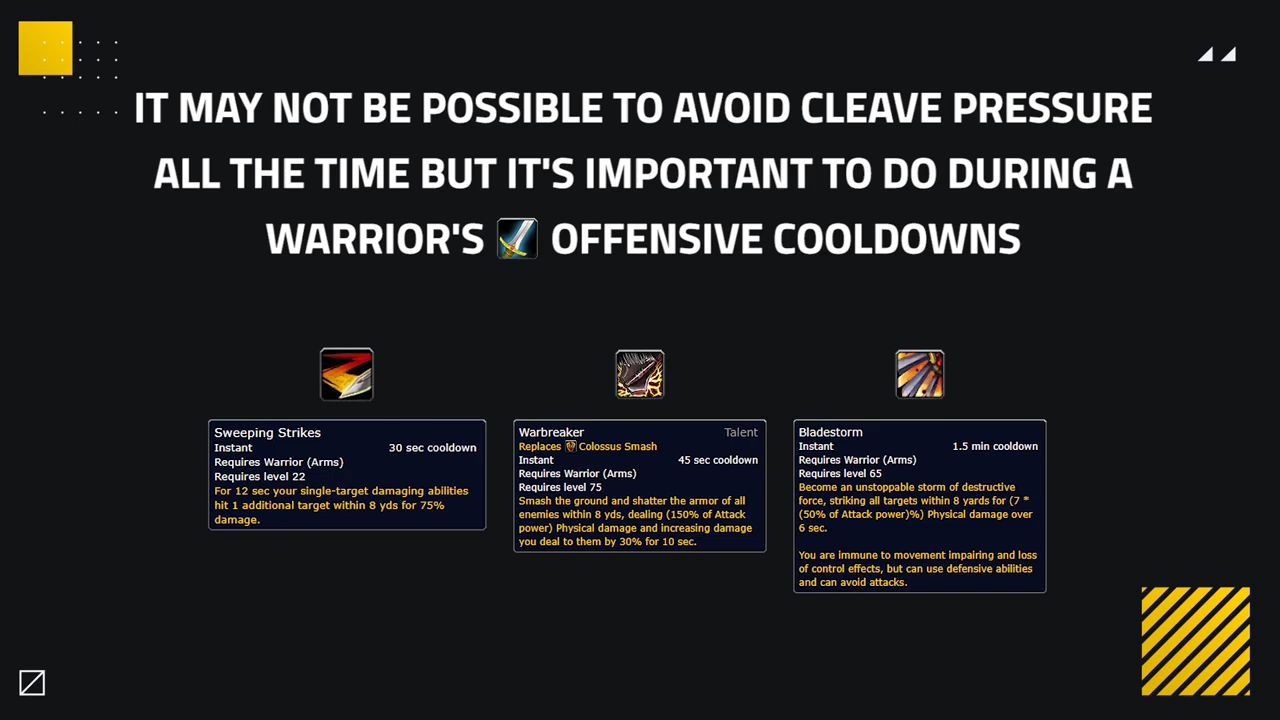 IT MAY NOT BE POSSIBLE TO AVOID CLEAVE PRESSURE
ALL THE TIME BUT IT'S IMPORTANT TO DO DURING A
WARRIOR'S OFFENSIVE COOLDOWNS
Sweeping Strikes
Instant 30 sec cooldown
Requires Warrior (Arms)
Requires level 22
For 12 sec your single-target damaging abilities
hit 1 additional target within 8 yds for 75%
damage.
Warbreaker Talent
Replaces Colossus Smash
Instant 45 sec cooldown
Requires Warrior (Arms)
Requires level 75
Smash the ground and shatter the armor of all
enemies within 8 yds, dealing (150% of Attack
power) Physical damage and increasing damage
you deal to them by 30% for 10 sec.
Bladestorm
Instant 1.5 min cooldown
Requires Warrior (Arms)
Requires level 65
Become an unstoppable storm of destructive
force, striking all targets within 8 yards for (7 *
(50% of Attack power)%) Physical damage over
6 sec.
You are immune to movement impairing and loss
of control effects, but can use defensive abilities
and can avoid attacks.